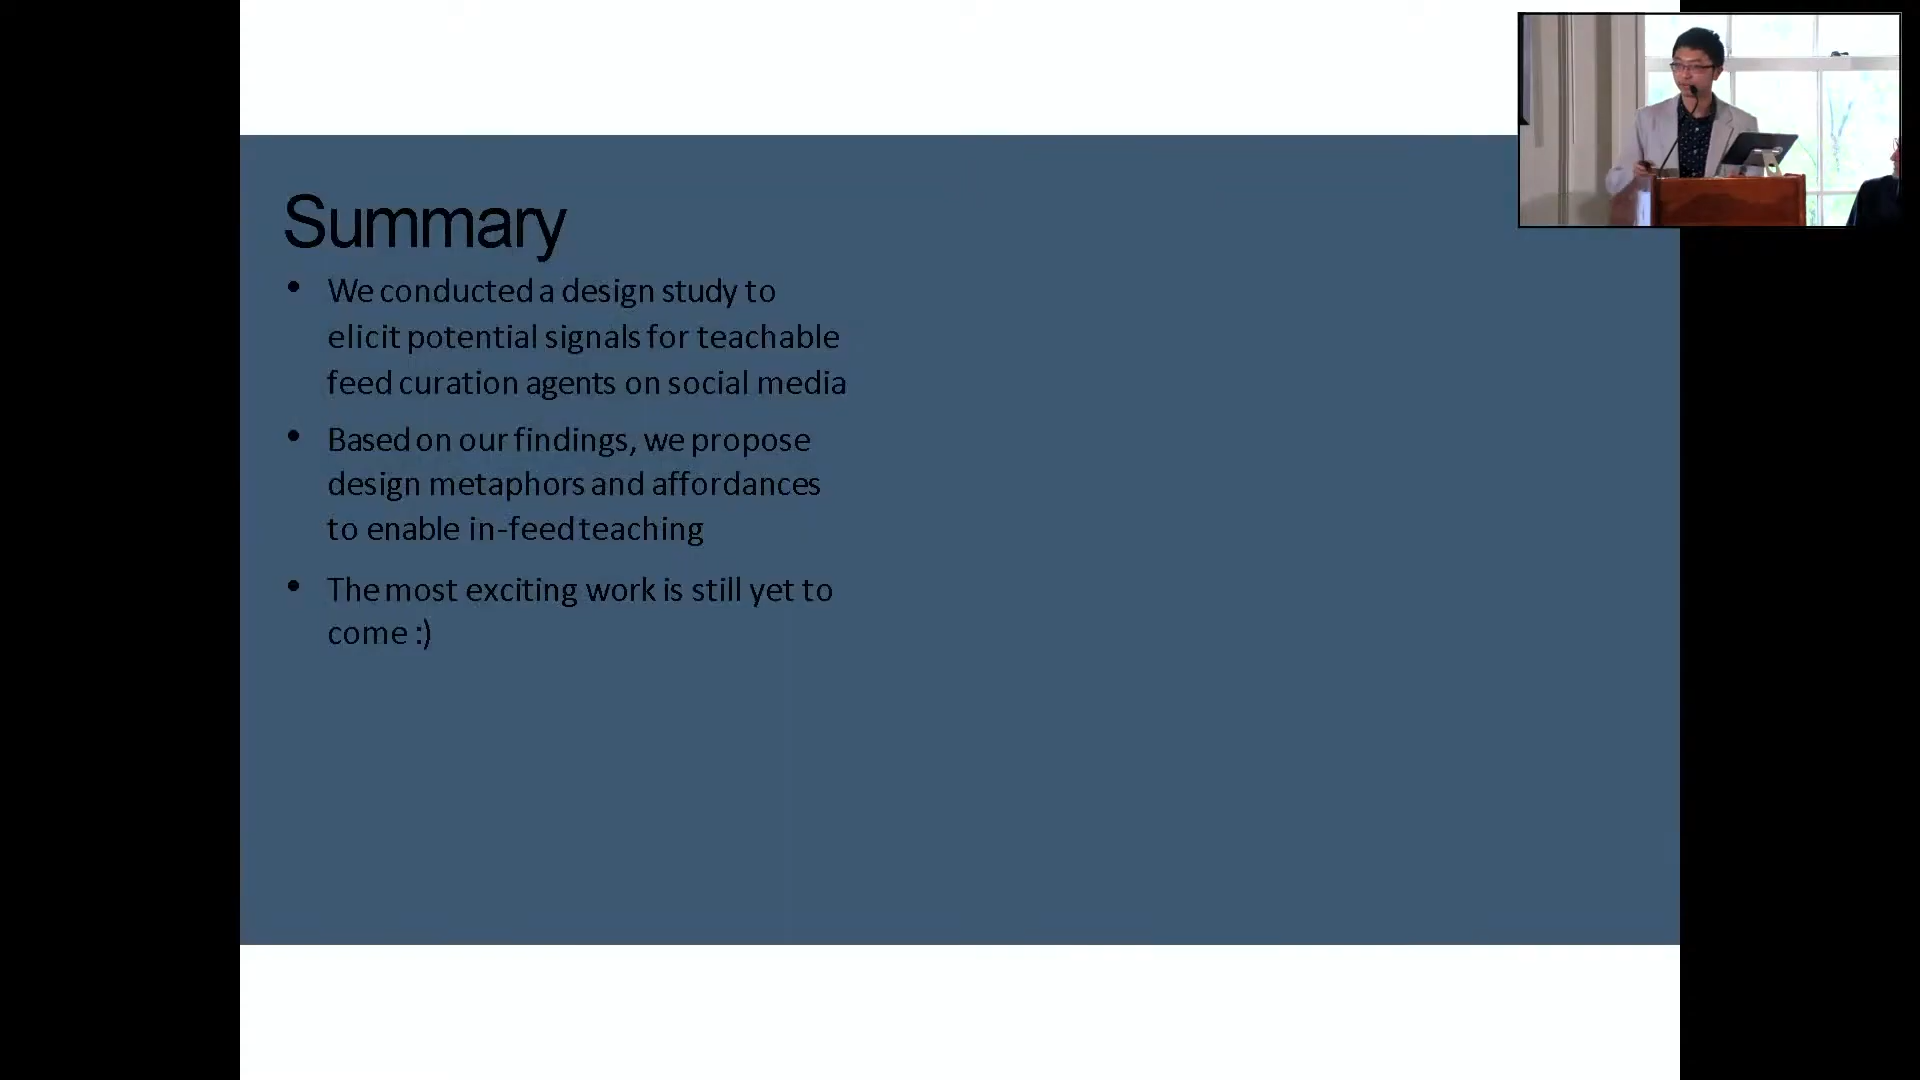 Summary
• We conducted a design study to
elicit potential signals for teachable
feed curation agents on social media
• Based on our findings, we propose
design metaphors and affordances
to enable in-feed teaching
• The most exciting work is still yet to
come :)